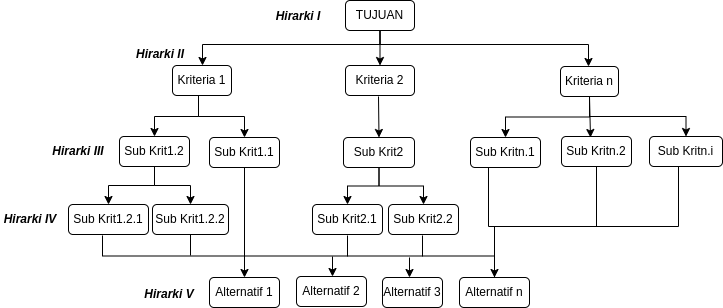 Hirarki I
TUJUAN
Hirarki II
Kriteria 1
Kriteria 2
Kriteria n
Hirarki III
Sub Krit1.2
Sub Krit1.1
Sub Krit2
Sub Kritn.1
Sub Kritn.2
Sub Kritn.i
Hirarki IV
Sub Krit1.2.1
Sub Krit1.2.2
Sub Krit2.1
Sub Krit2.2
Hirarki V
Alternatif 1
Alternatif 2
Alternatif 3
Alternatif n